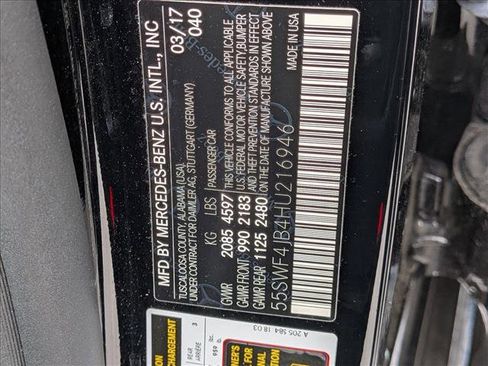 MFD BY MERCEDES-BENZ U.S. INTL., INC 03/17
TUSCALOOSA COUNTY, ALABAMA (USA) 040
UNDER CONTRACT FOR DAIMLER AG, STUTTGART (GERMANY)
KG LBS PASSENGER CAR
GVWR 2085 4597 THIS VEHICLE CONFORMS TO ALL APPLICABLE
GAWR FRONT 990 2183 U.S. FEDERAL MOTOR VEHICLE SAFETY, BUMPER
AND THEFT PREVENTION STANDARDS IN EFFECT
GAWR REAR 1125 2480 ON THE DATE OF MANUFACTURE SHOWN ABOVE
55SWF4JB4HU216946 MADE IN USA
A 205 584 18 03
REAR
ARRIÈRE 3